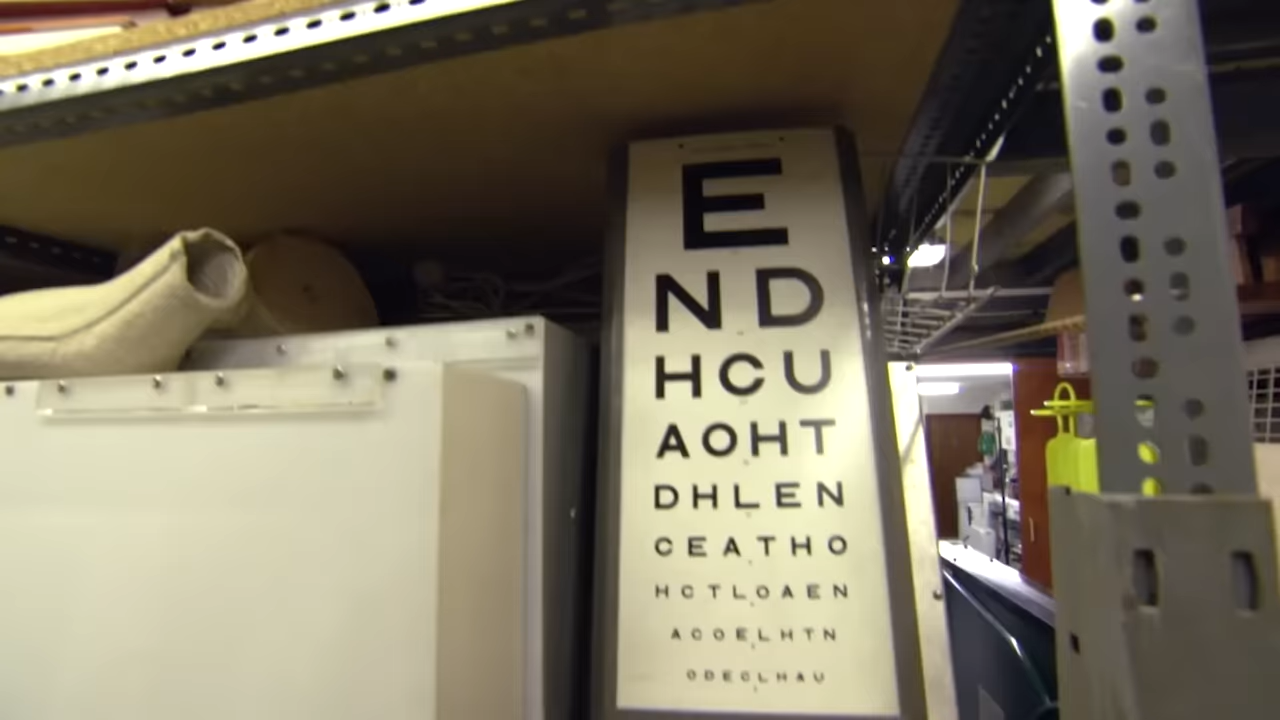 E
N D
H C U
A O H T
D H L E N
C E A T H O
H C T L O A E N
A C O E L H T N
O D E C L H A U